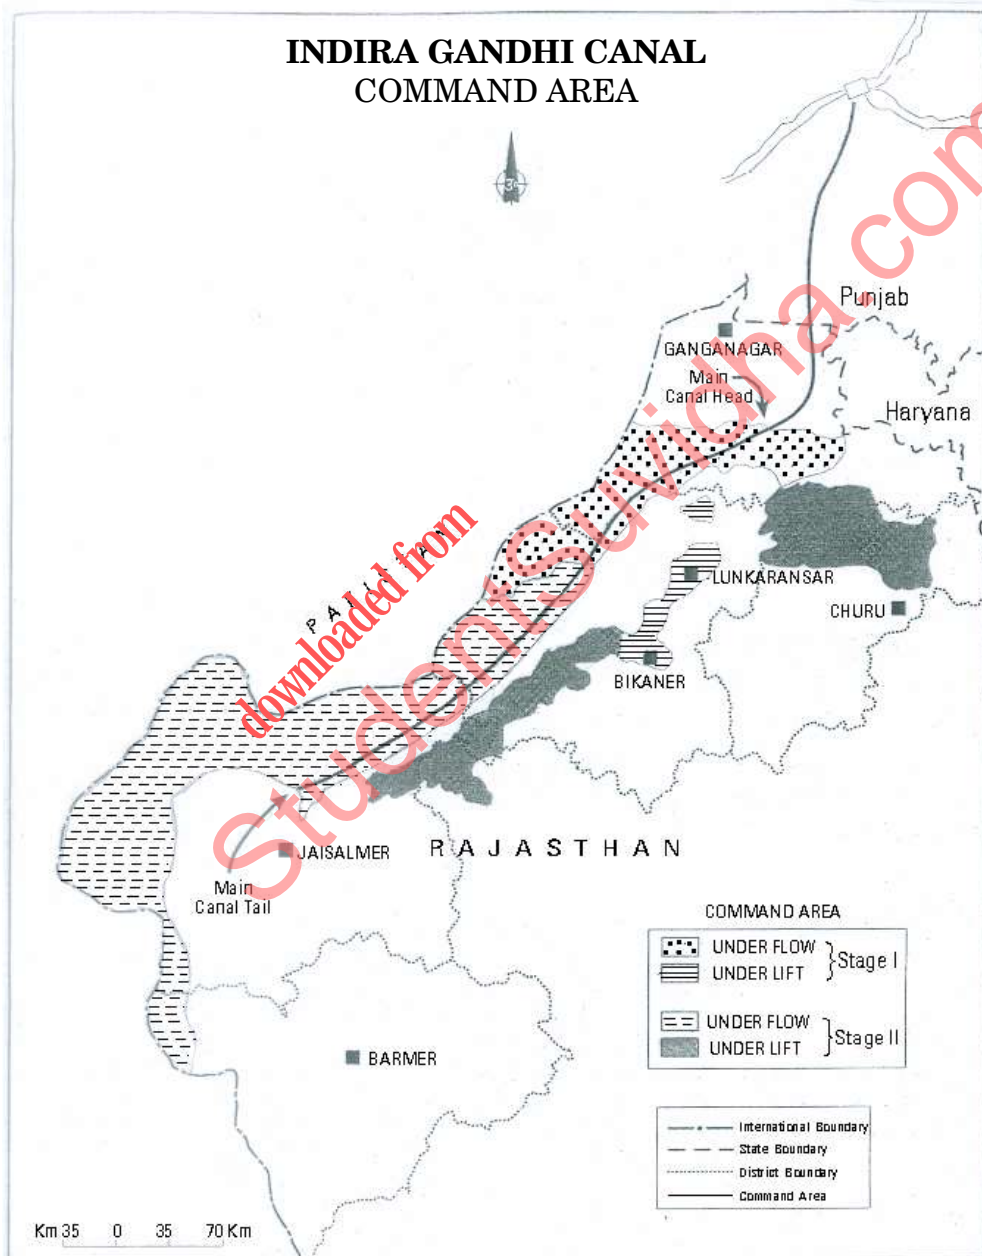 INDIRA GANDHI CANAL
COMMAND AREA
उ
Punjab
GANGANAGAR
Main
Canal Head
Haryana
LUNKARANSAR
CHURU
BIKANER
downloaded from
StudentSuvidha.com
RAJASTHAN
JAISALMER
Main
Canal Tail
BARMER
COMMAND AREA
UNDER FLOW
UNDER LIFT
Stage I
UNDER FLOW
UNDER LIFT
Stage II
International Boundary
State Boundary
District Boundary
Command Area
Km 35 0 35 70 Km